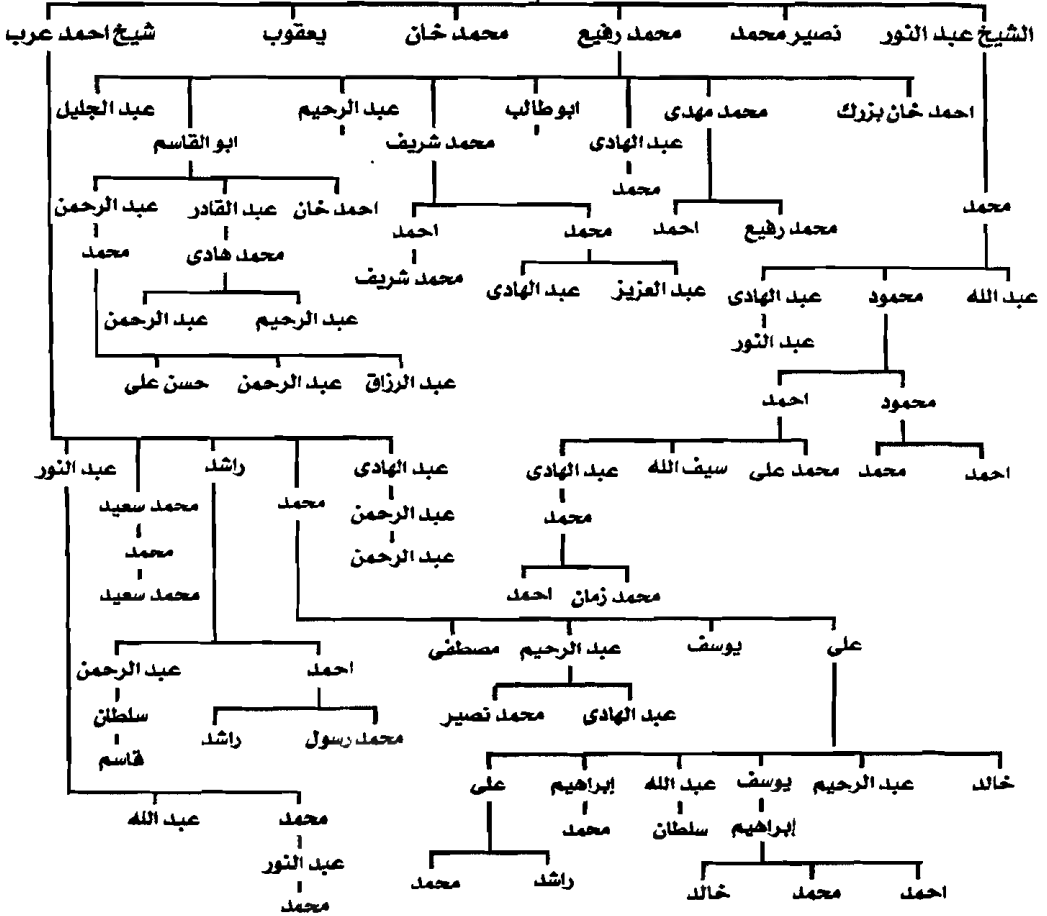 الشيخ عبد النور نصير محمد محمد رفيع محمد خان يعقوب شيخ احمد عرب
احمد خان بزرك محمد مهدى ابو طالب عبد الرحيم عبد الجليل
عبد الهادى محمد شريف ابو القاسم
محمد
محمد احمد خان عبد القادر عبد الرحمن
محمد رفيع احمد محمد احمد
محمد هادى محمد
محمد شريف
عبد الله محمود عبد الهادى عبد العزيز عبد الهادى
عبد الرحيم عبد الرحمن
عبد النور
عبد الرزاق عبد الرحمن حسن على
محمود احمد
احمد محمد محمد على سيف الله عبد الهادى عبد الهادى راشد عبد النور
محمد محمد سعيد
محمد عبد الرحمن
عبد الرحمن محمد
محمد زمان احمد محمد سعيد
على يوسف عبد الرحيم مصطفى
احمد عبد الرحمن
عبد الهادى محمد نصير سلطان
محمد رسول راشد
قاسم
خالد عبد الرحيم يوسف عبد الله إبراهيم على
محمد عبد الله
إبراهيم سلطان محمد
عبد النور
راشد محمد
احمد محمد خالد
محمد